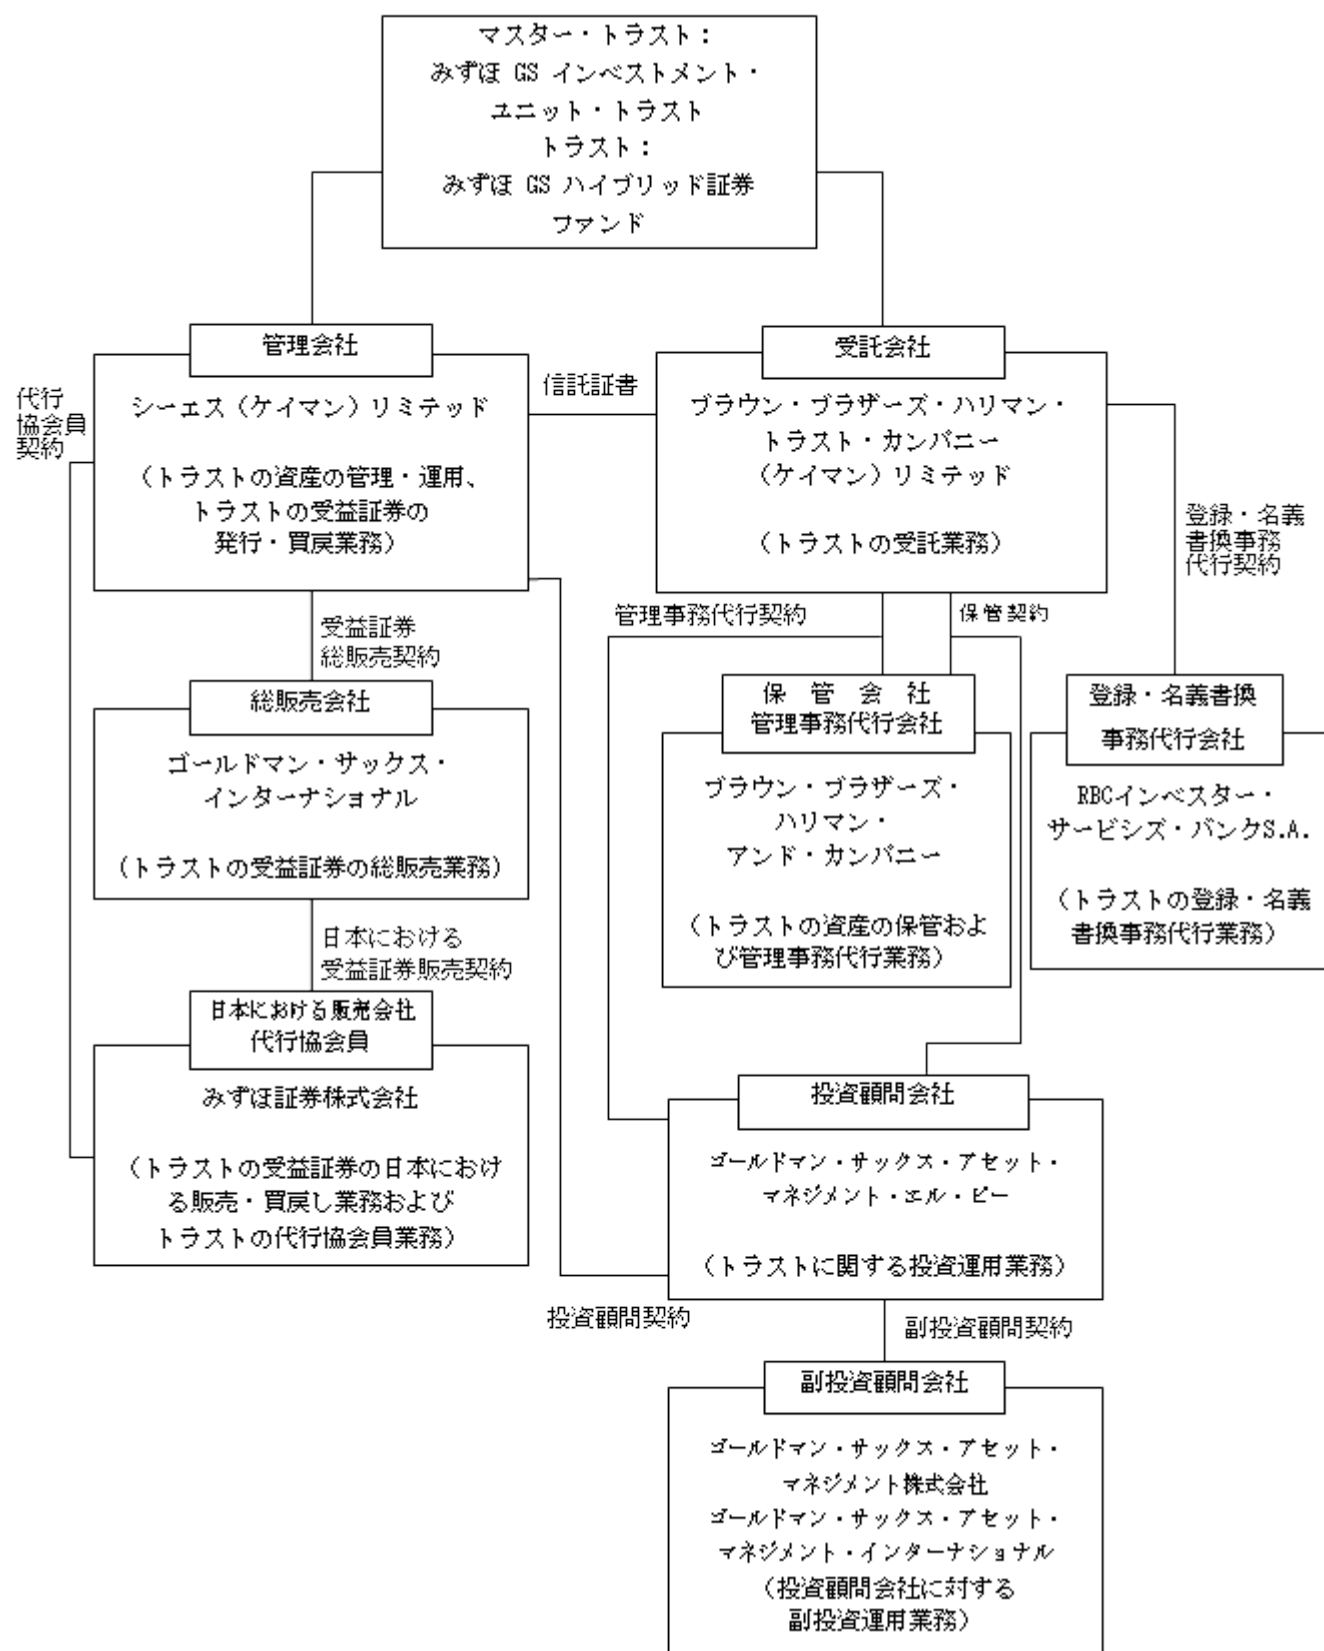 マスター・トラスト：
みずほ GS インベストメント・
ユニット・トラスト
トラスト：
みずほ GS ハイブリッド証券
ファンド
管理会社
シーエス（ケイマン）リミテッド
（トラストの資産の管理・運用、
トラストの受益証券の
発行・買戻業務）
代行
協会員
契約
信託証書
受託会社
ブラウン・ブラザーズ・ハリマン・
トラスト・カンパニー
（ケイマン）リミテッド
（トラストの受託業務）
登録・名義
書換事務
代行契約
受益証券
総販売契約
管理事務代行契約
保管契約
総販売会社
ゴールドマン・サックス・
インターナショナル
（トラストの受益証券の総販売業務）
保管会社
管理事務代行会社
ブラウン・ブラザーズ・
ハリマン・
アンド・カンパニー
（トラストの資産の保管およ
び管理事務代行業務）
登録・名義書換
事務代行会社
RBCインベスター・
サービシズ・バンクS.A.
（トラストの登録・名義
書換事務代行業務）
日本における
受益証券販売契約
日本における販売会社
代行協会員
みずほ証券株式会社
（トラストの受益証券の日本におけ
る販売・買戻し業務および
トラストの代行協会員業務）
投資顧問会社
ゴールドマン・サックス・アセット・
マネジメント・エル・ピー
（トラストに関する投資運用業務）
投資顧問契約
副投資顧問契約
副投資顧問会社
ゴールドマン・サックス・アセット・
マネジメント株式会社
ゴールドマン・サックス・アセット・
マネジメント・インターナショナル
（投資顧問会社に対する
副投資運用業務）